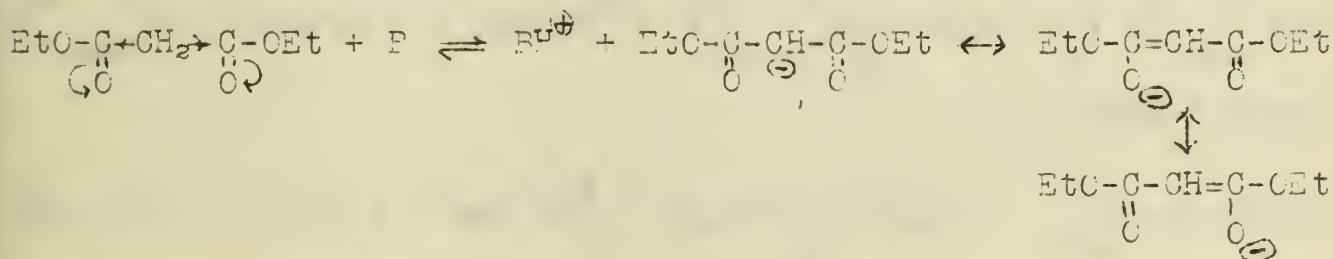 EtO-C←CH₂→C-OEt + B ⇌ BH⊕ + EtO-C-CH-C-OEt ↔ EtO-C=CH-C-OEt
O O O ⊖ O O⊖ O
↕
EtO-C-CH=C-OEt
O O⊖